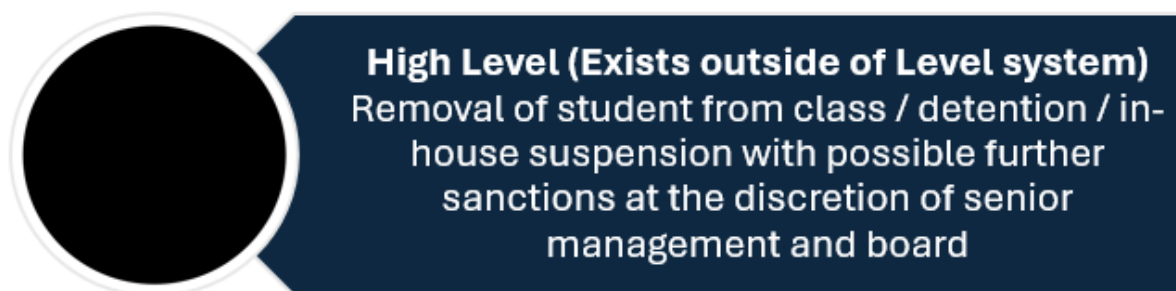 High Level (Exists outside of Level system)
Removal of student from class / detention / in-
house suspension with possible further
sanctions at the discretion of senior
management and board